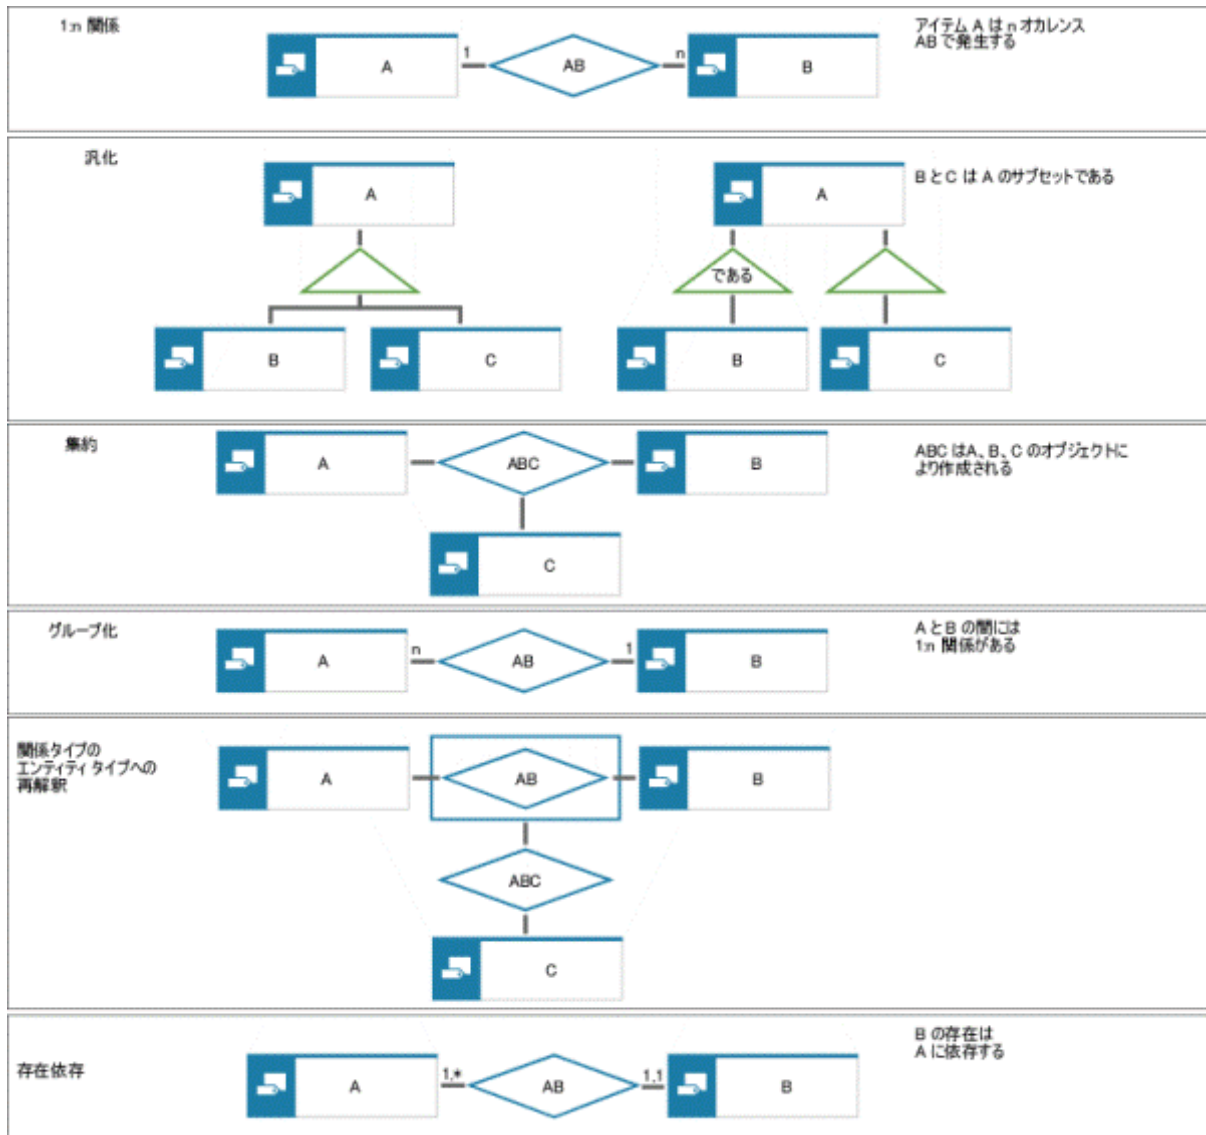 1:n 関係
アイテム A は n オカレンス
AB で発生する
A
1
AB
n
B
汎化
B と C は A のサブセットである
A
A
である
B
C
B
C
集約
ABC はA、B、C のオブジェクトに
より作成される
A
ABC
B
C
グループ化
A と B の間には
1:n 関係がある
A
n
AB
1
B
関係タイプの
エンティティ タイプへの
再解釈
A
AB
B
ABC
C
存在依存
B の存在は
A に依存する
A
1,*
AB
1,1
B